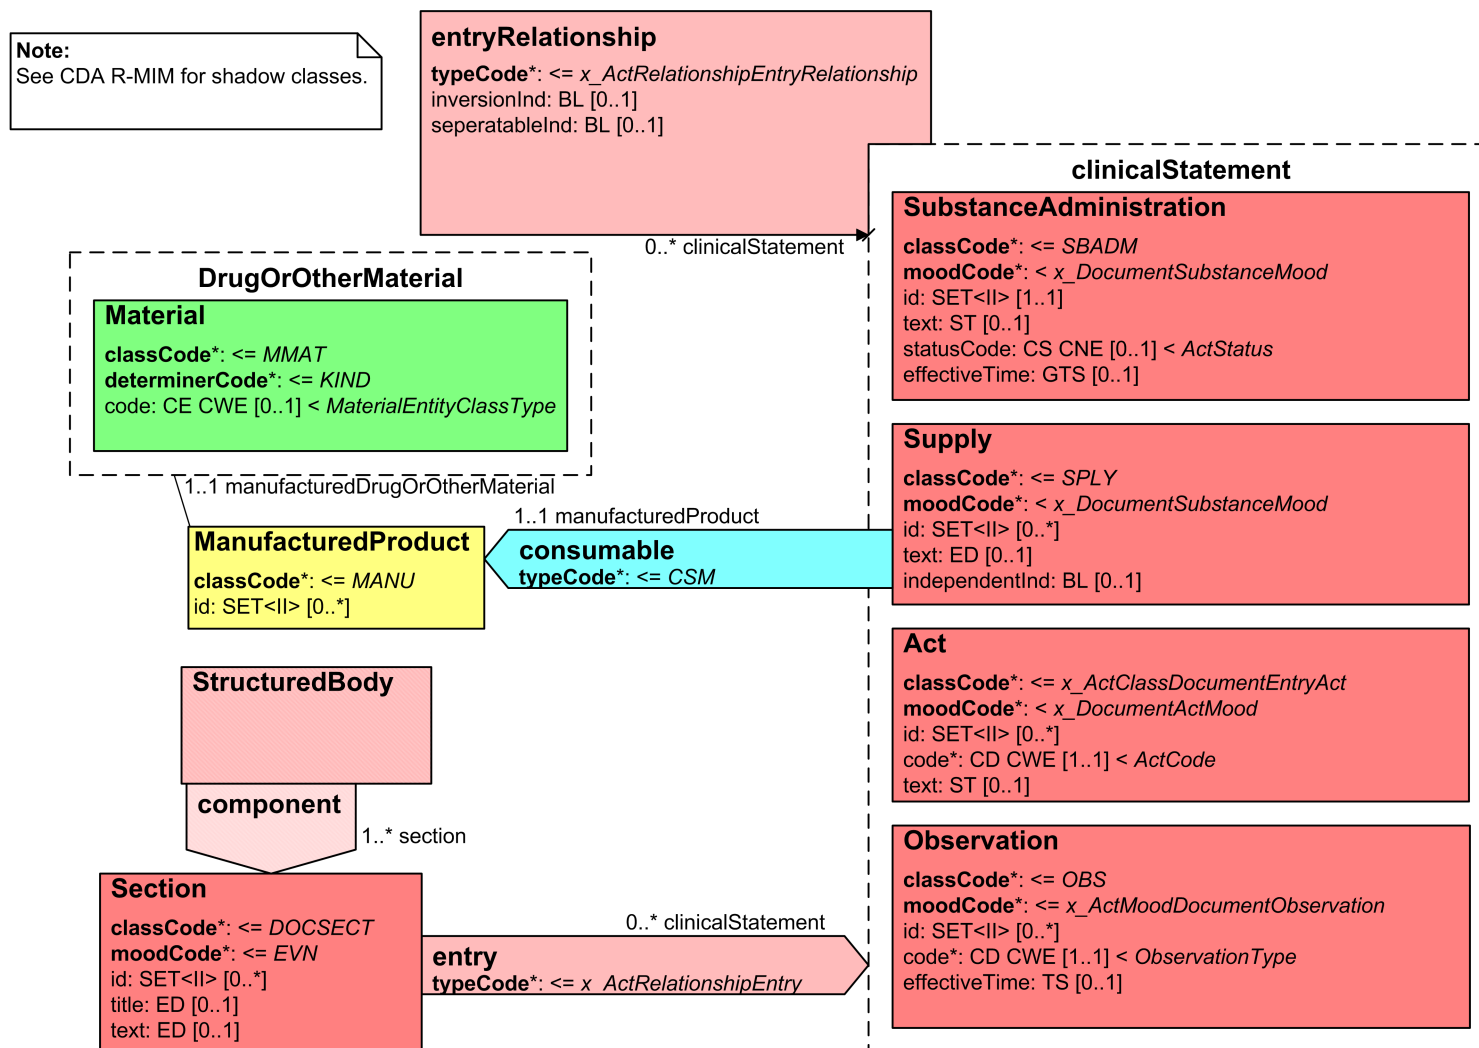 Note:
See CDA R-MIM for shadow classes.
entryRelationship
typeCode*: <= x_ActRelationshipEntryRelationship
inversionInd: BL [0..1]
seperatableInd: BL [0..1]
0..* clinicalStatement
clinicalStatement
SubstanceAdministration
classCode*: <= SBADM
moodCode*: < x_DocumentSubstanceMood
id: SET<II> [1..1]
text: ST [0..1]
statusCode: CS CNE [0..1] < ActStatus
effectiveTime: GTS [0..1]
DrugOrOtherMaterial
Material
classCode*: <= MMAT
determinerCode*: <= KIND
code: CE CWE [0..1] < MaterialEntityClassType
1..1 manufacturedDrugOrOtherMaterial
ManufacturedProduct
classCode*: <= MANU
id: SET<II> [0..*]
1..1 manufacturedProduct
consumable
typeCode*: <= CSM
Supply
classCode*: <= SPLY
moodCode*: < x_DocumentSubstanceMood
id: SET<II> [0..*]
text: ED [0..1]
independentInd: BL [0..1]
Act
classCode*: <= x_ActClassDocumentEntryAct
moodCode*: < x_DocumentActMood
id: SET<II> [0..*]
code*: CD CWE [1..1] < ActCode
text: ST [0..1]
StructuredBody
component
1..* section
Section
classCode*: <= DOCSECT
moodCode*: <= EVN
id: SET<II> [0..*]
title: ED [0..1]
text: ED [0..1]
0..* clinicalStatement
entry
typeCode*: <= x_ActRelationshipEntry
Observation
classCode*: <= OBS
moodCode*: <= x_ActMoodDocumentObservation
id: SET<II> [0..*]
code*: CD CWE [1..1] < ObservationType
effectiveTime: TS [0..1]